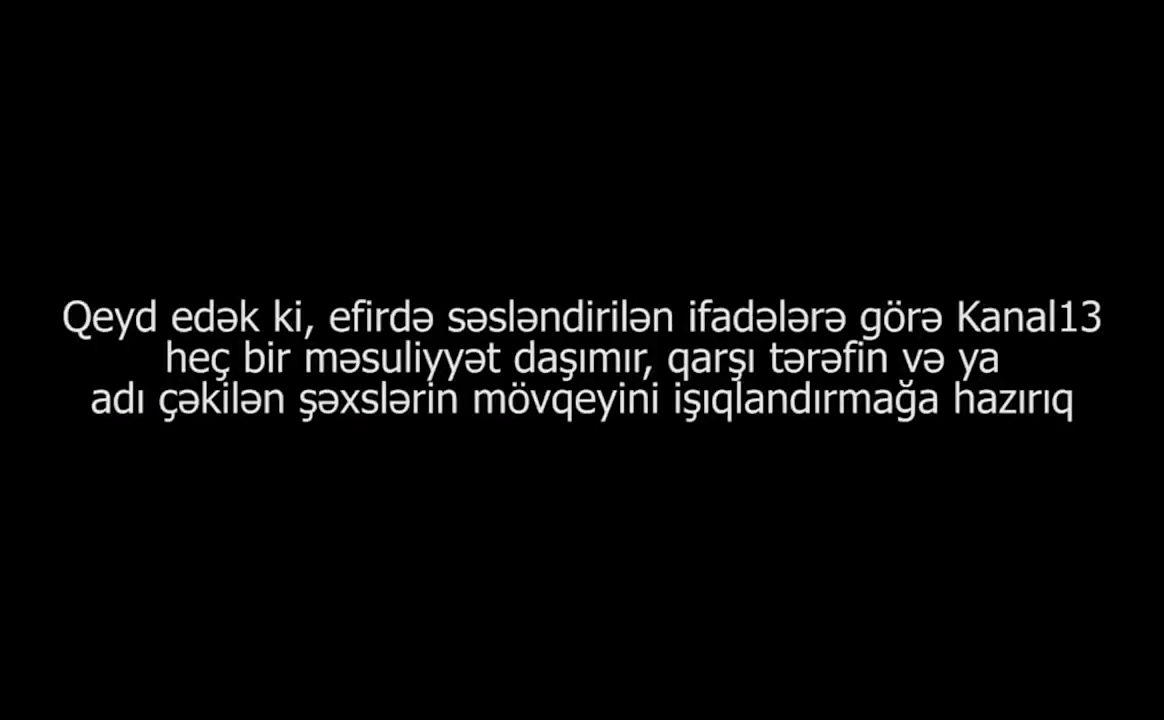 Qeyd edək ki, efirdə səsləndirilən ifadələrə görə Kanal13
heç bir məsuliyyət daşımır, qarşı tərəfin və ya
adı çəkilən şəxslərin mövqeyini işıqlandırmağa hazırıq